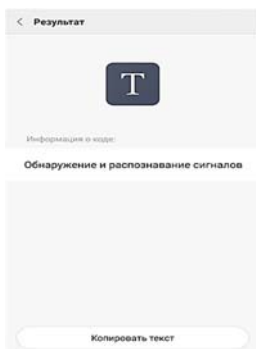 < Результат
T
Информация о коде:
Обнаружение и распознавание сигналов
Копировать текст